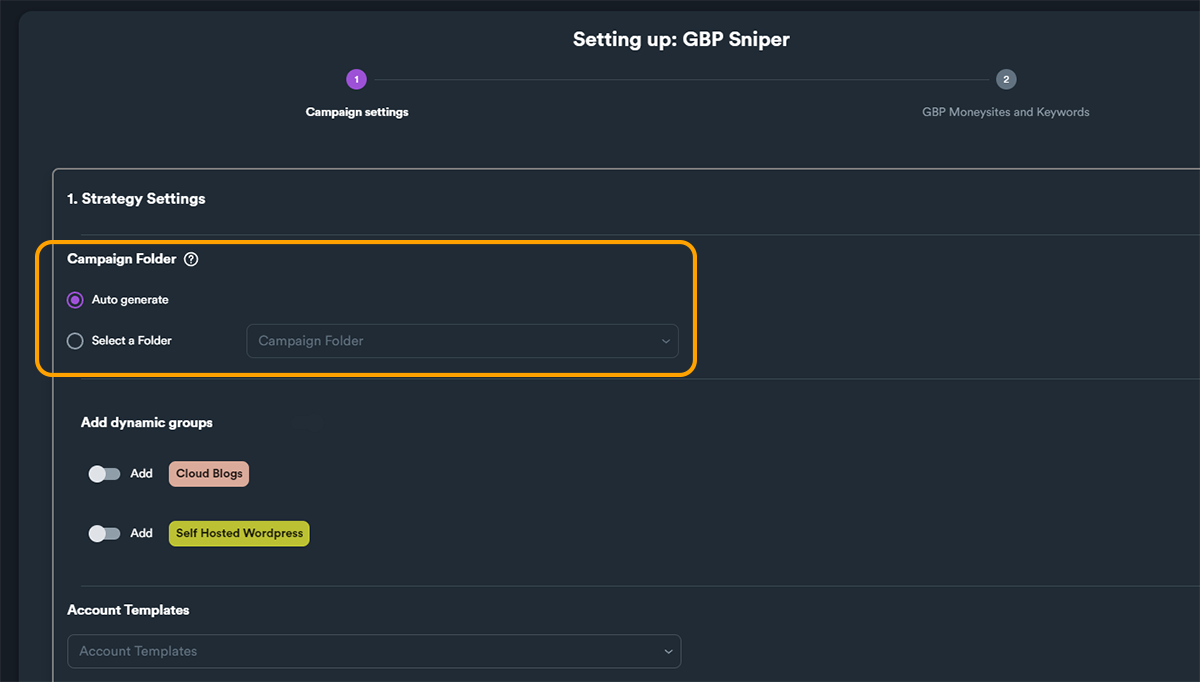 Setting up: GBP Sniper
1
2
Campaign settings
GBP Moneysites and Keywords
1. Strategy Settings
Campaign Folder ?
Auto generate
Select a Folder
Campaign Folder
Add dynamic groups
Add Cloud Blogs
Add Self Hosted Wordpress
Account Templates
Account Templates